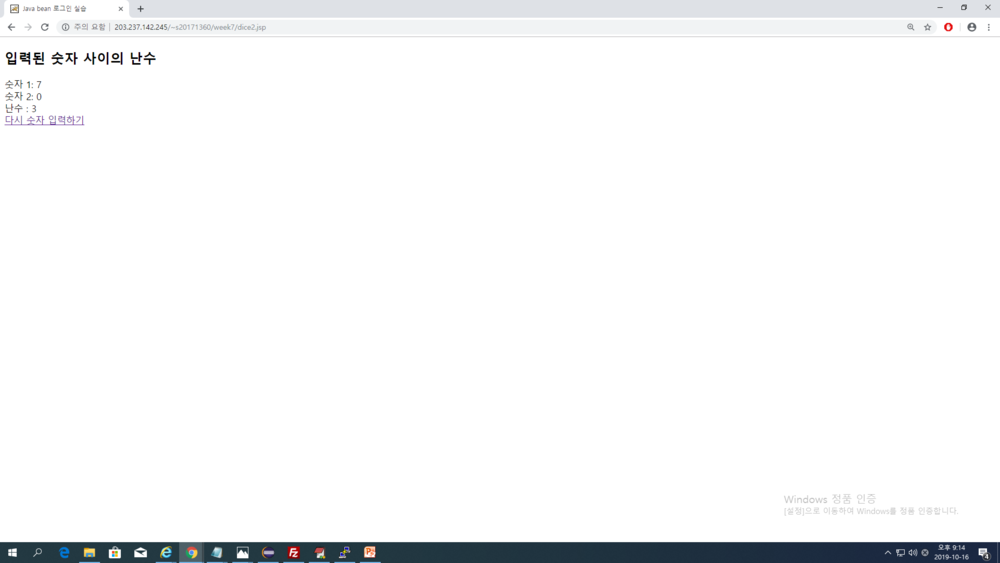 Java bean 로그인 실습
주의 요함 | 203.237.142.245/~s20171360/week7/dice2.jsp
입력된 숫자 사이의 난수
숫자 1: 7
숫자 2: 0
난수 : 3
다시 숫자 입력하기
Windows 정품 인증
[설정]으로 이동하여 Windows를 정품 인증합니다.
오후 9:14
2019-10-16
4